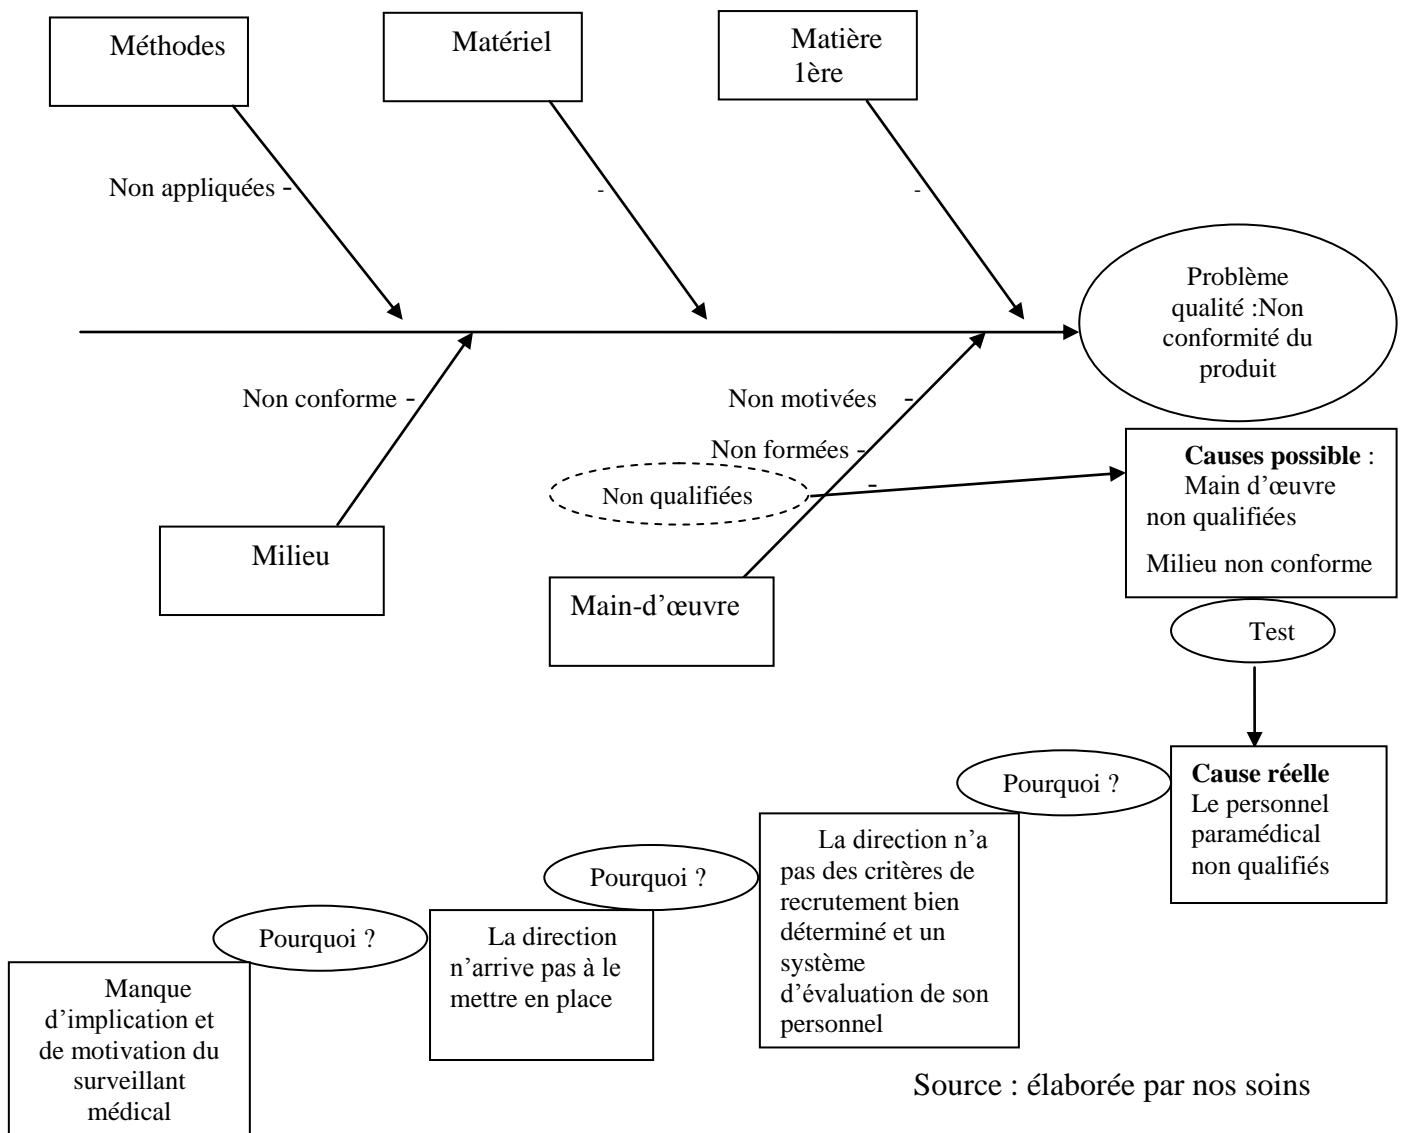 Méthodes
Matériel
Matière
1ère
Non appliquées -
-
-
Problème
qualité :Non
conformité du
produit
Non conforme -
Non motivées -
Non formées -
-
Non qualifiées
Causes possible :
Main d’œuvre
non qualifiées
Milieu non conforme
Milieu
Main-d’œuvre
Test
Cause réelle
Le personnel
paramédical
non qualifiés
Pourquoi ?
La direction n’a
pas des critères de
recrutement bien
déterminé et un
système
d’évaluation de son
personnel
Pourquoi ?
La direction
n’arrive pas à le
mettre en place
Pourquoi ?
Manque
d’implication et
de motivation du
surveillant
médical
Source : élaborée par nos soins